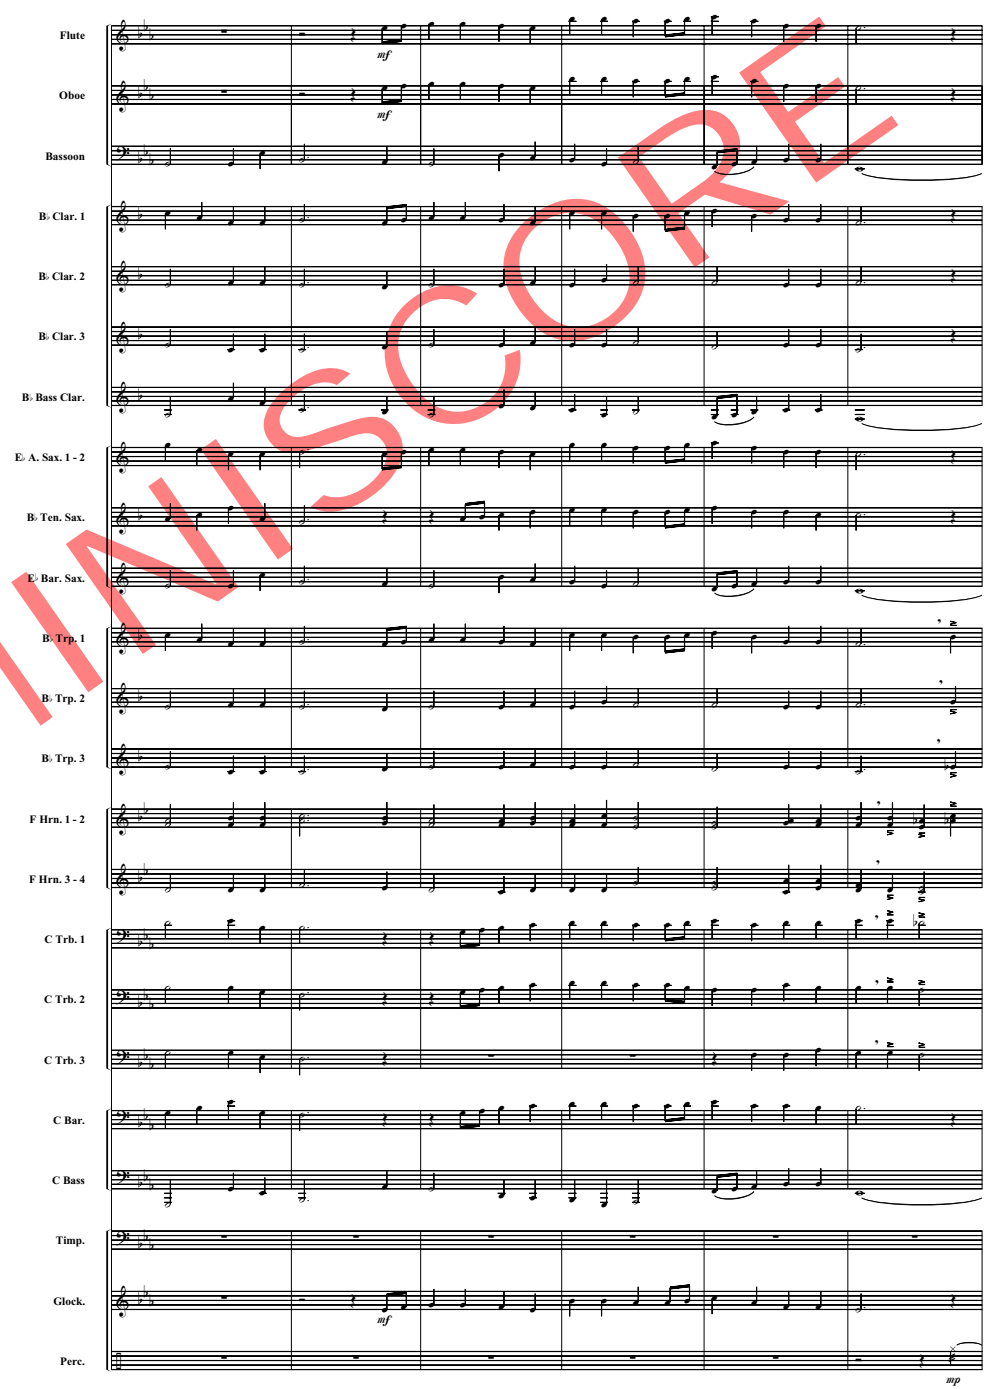 Flute
mf
Oboe
mf
Bassoon
B♭ Clar. 1
B♭ Clar. 2
B♭ Clar. 3
B♭ Bass Clar.
E♭ A. Sax. 1 - 2
B♭ Ten. Sax.
E♭ Bar. Sax.
B♭ Trp. 1
B♭ Trp. 2
B♭ Trp. 3
F Hrn. 1 - 2
F Hrn. 3 - 4
C Trb. 1
C Trb. 2
C Trb. 3
C Bar.
C Bass
Timp.
Glock.
mf
Perc.
mp
INISCORE